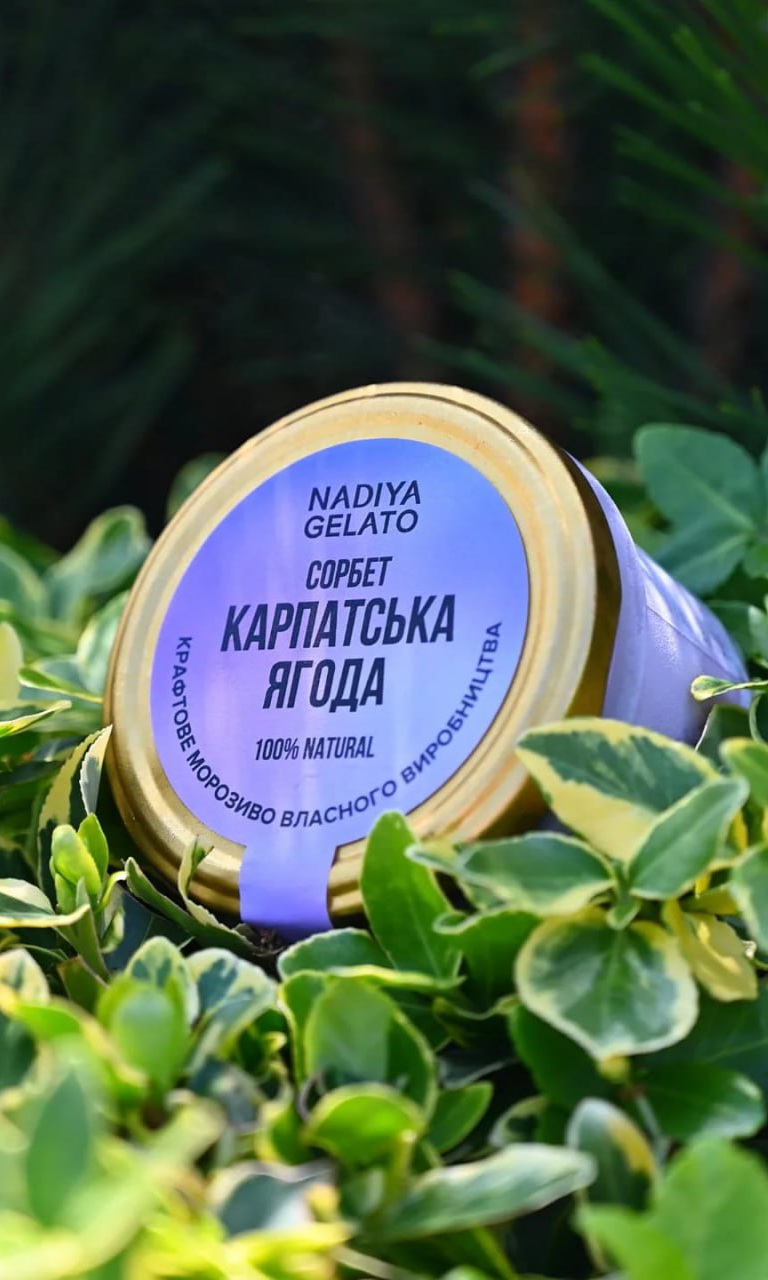 NADIYA
GELATO
СОРБЕТ
КАРПАТСЬКА
ЯГОДА
100% NATURAL
КРАФТОВЕ МОРОЗИВО ВЛАСНОГО ВИРОБНИЦТВА